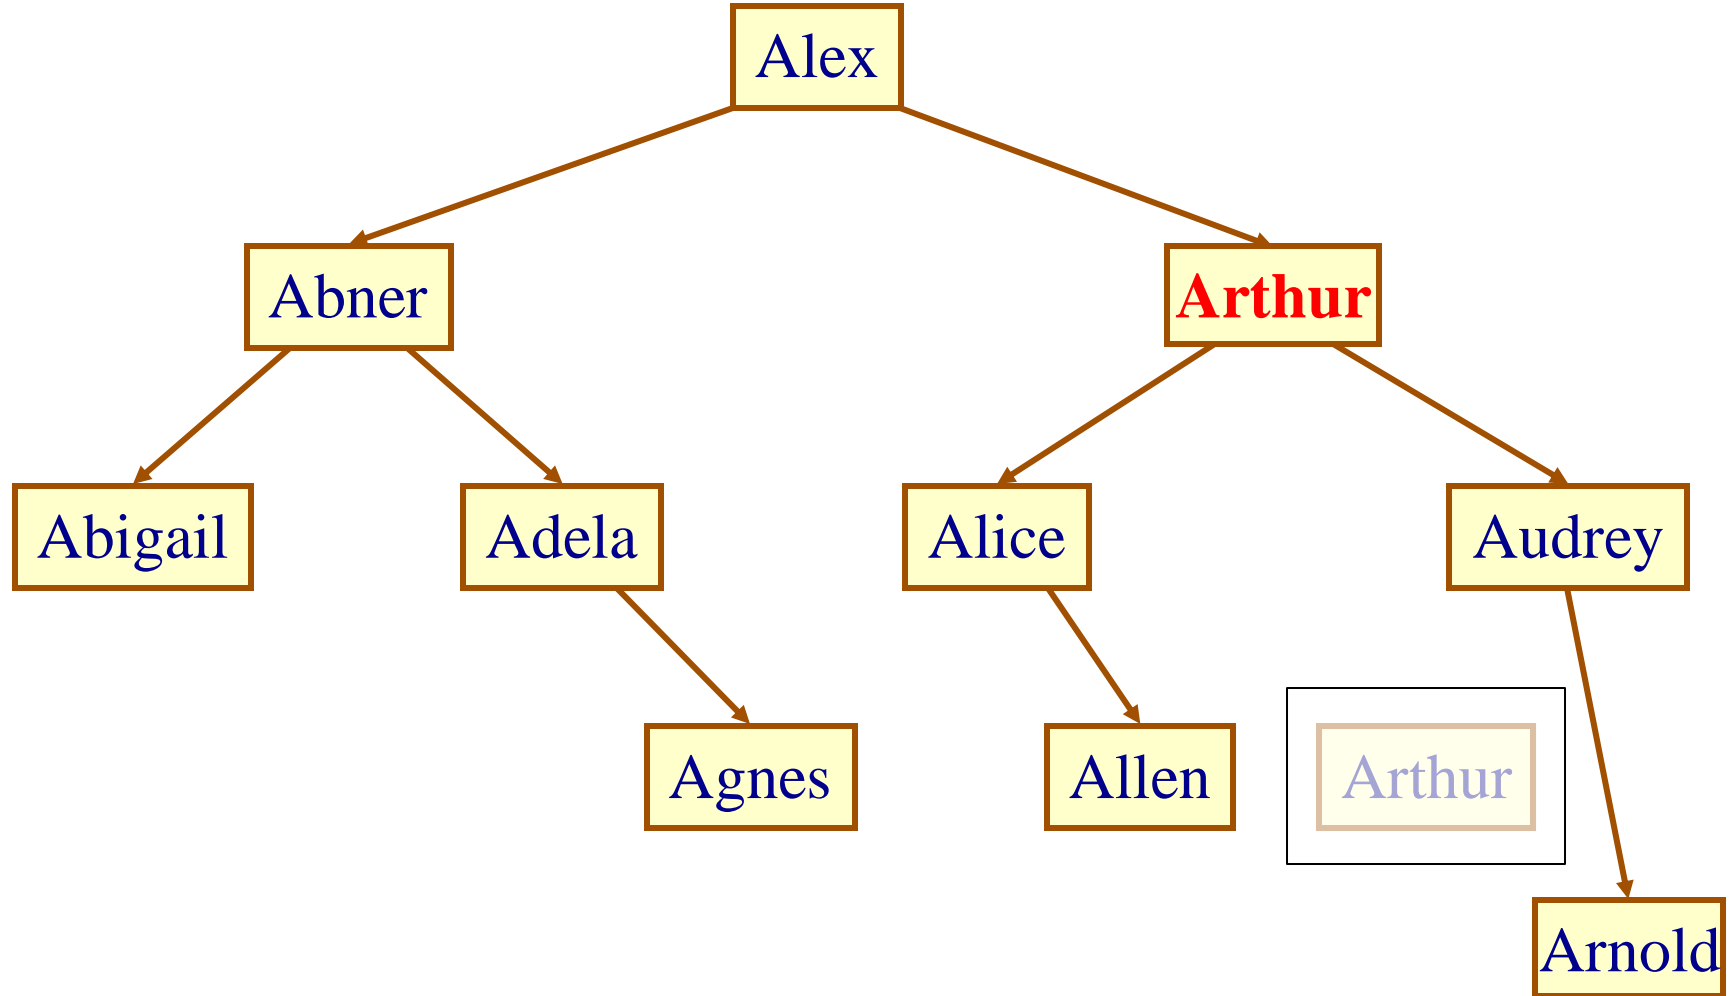 Alex
Abner
Arthur
Abigail
Adela
Alice
Audrey
Agnes
Allen
Arthur
Arnold